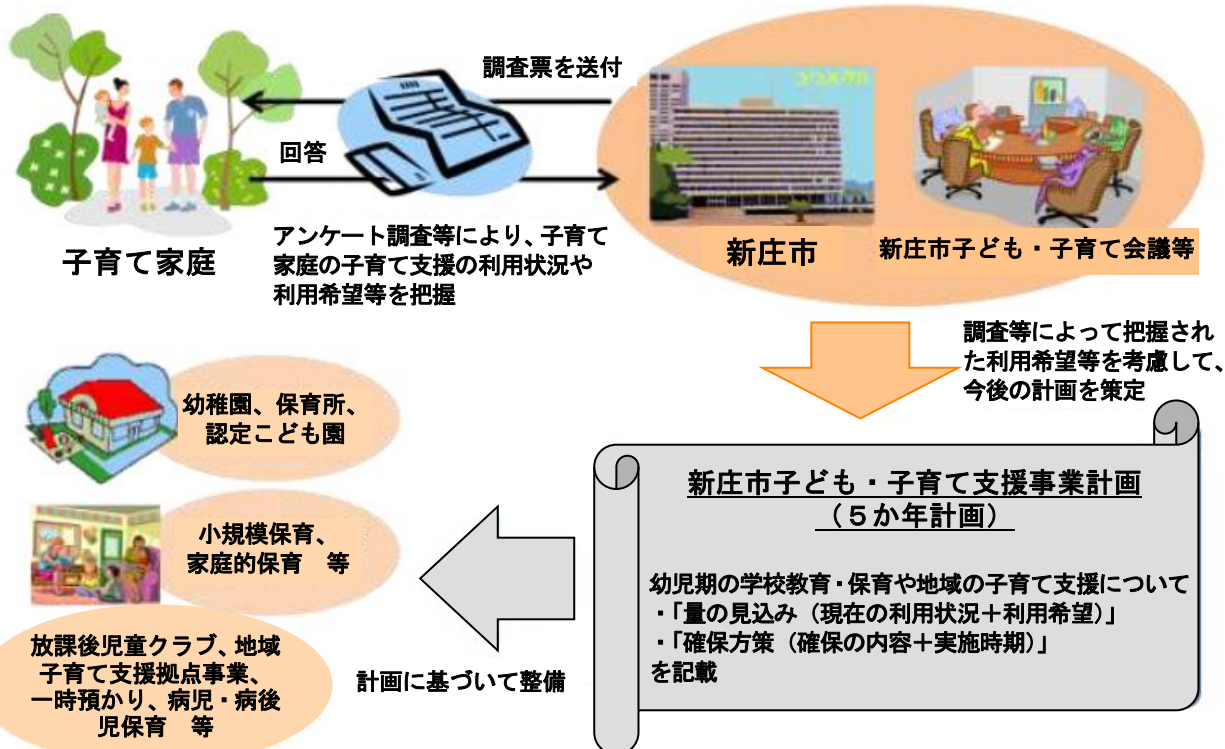 調査票を送付
回答
子育て家庭
アンケート調査等により、子育て
家庭の子育て支援の利用状況や
利用希望等を把握
新庄市
新庄市子ども・子育て会議等
調査等によって把握され
た利用希望等を考慮して、
今後の計画を策定
幼稚園、保育所、
認定こども園
小規模保育、
家庭的保育 等
放課後児童クラブ、地域
子育て支援拠点事業、
一時預かり、病児・病後
児保育 等
計画に基づいて整備
新庄市子ども・子育て支援事業計画
(5か年計画)
幼児期の学校教育・保育や地域の子育て支援について
・「量の見込み(現在の利用状況+利用希望)」
・「確保方策(確保の内容+実施時期)」
を記載